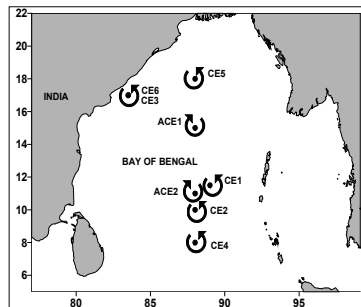 22
20
18
16
14
12
10
8
6
INDIA
CE6
CE3
CE5
ACE1
BAY OF BENGAL
ACE2
CE1
CE2
CE4
80 85 90 95